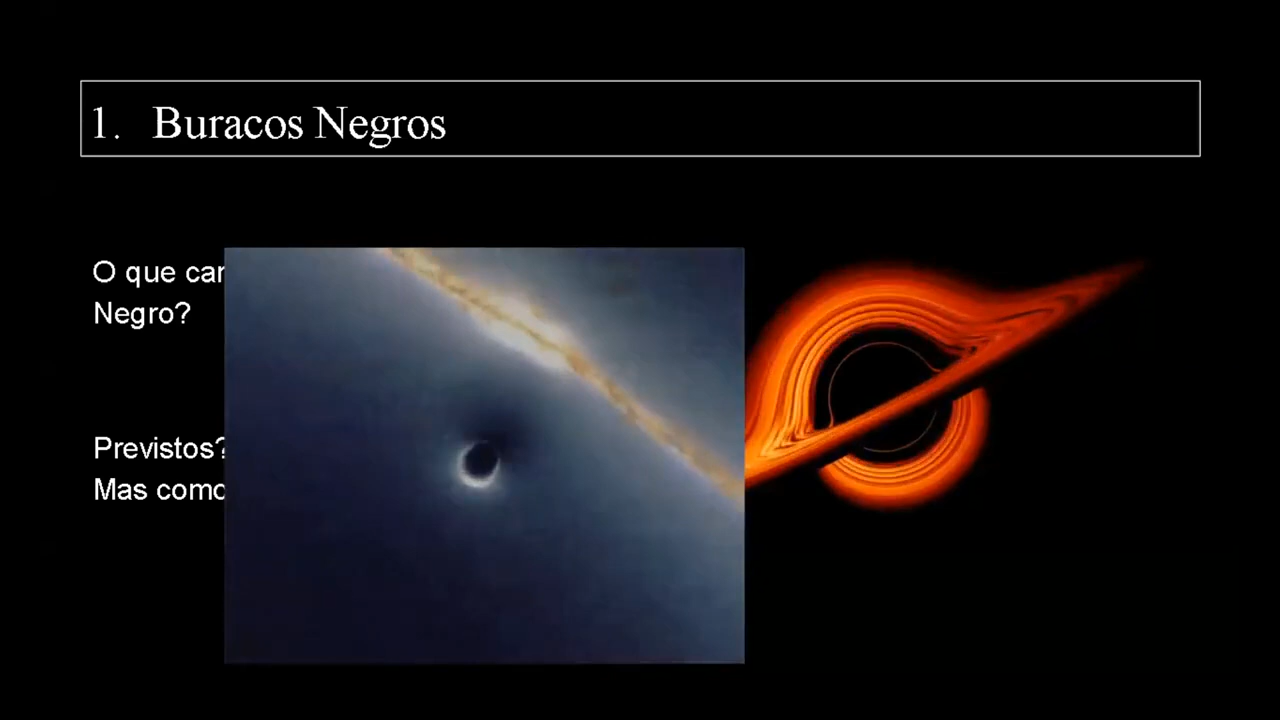 1. Buracos Negros
O que car
Negro?
Previstos?
Mas como